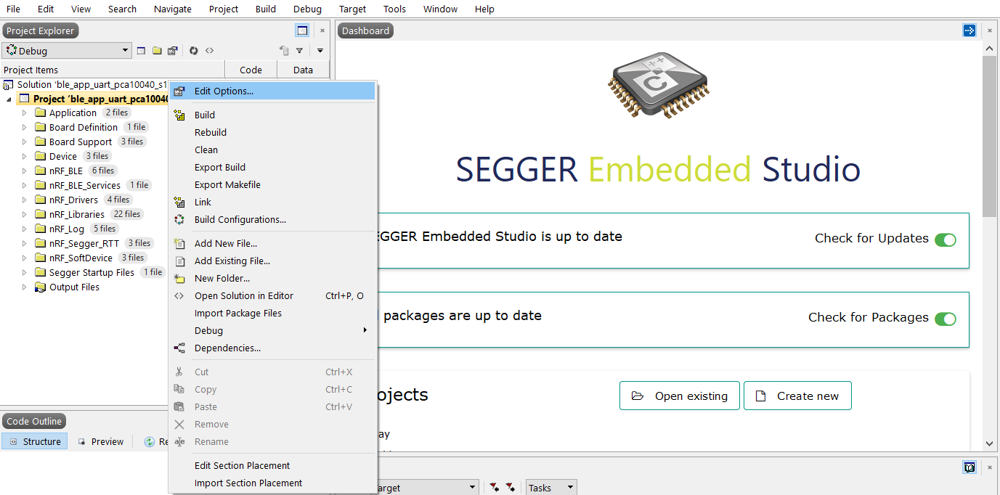 File Edit View Search Navigate Project Build Debug Target Tools Window Help
Project Explorer
Debug
Project Items Code Data
Solution 'ble_app_uart_pca10040_s1
Project 'ble_app_uart_pca10040
Application 2 files
Board Definition 1 file
Board Support 3 files
Device 3 files
nRF_BLE 6 files
nRF_BLE_Services 1 file
nRF_Drivers 4 files
nRF_Libraries 22 files
nRF_Log 5 files
nRF_Segger_RTT 3 files
nRF_SoftDevice 3 files
Segger Startup Files 1 file
Output Files
Code Outline
Structure Preview Re
Edit Options...
Build
Rebuild
Clean
Export Build
Export Makefile
Link
Build Configurations...
Add New File...
Add Existing File...
New Folder...
Open Solution in Editor Ctrl+P, O
Import Package Files
Debug
Dependencies...
Cut Ctrl+X
Copy Ctrl+C
Paste Ctrl+V
Remove
Rename
Edit Section Placement
Import Section Placement
Dashboard
C
SEGGER Embedded Studio
EGGER Embedded Studio is up to date Check for Updates
packages are up to date Check for Packages
ojects Open existing Create new
ay
arget Tasks